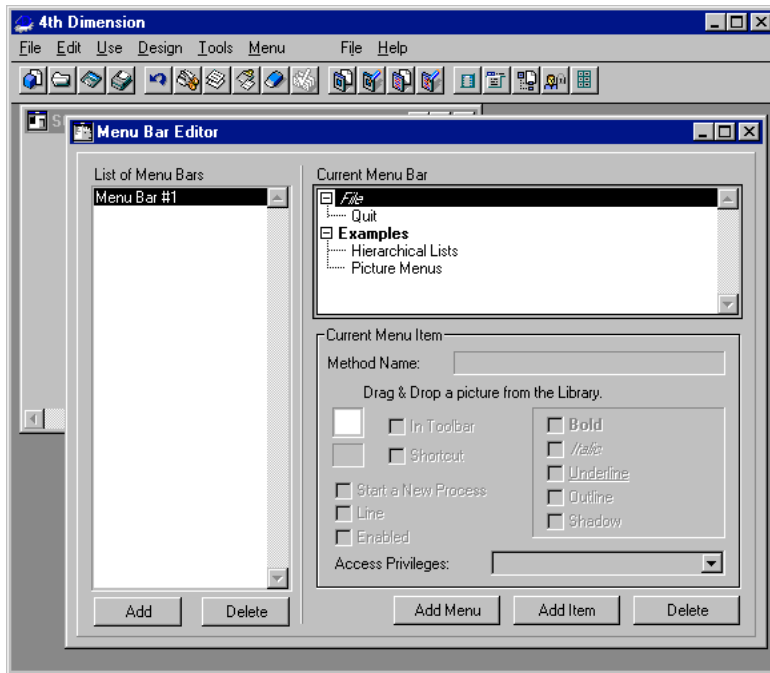 4th Dimension
File Edit Use Design Tools Menu File Help
Menu Bar Editor
List of Menu Bars
Menu Bar #1
Add Delete
Current Menu Bar
File
Quit
Examples
Hierarchical Lists
Picture Menus
Current Menu Item
Method Name:
Drag & Drop a picture from the Library.
In Toolbar
Shortcut
Start a New Process
Line
Enabled
Bold
Italic
Underline
Outline
Shadow
Access Privileges:
Add Menu Add Item Delete